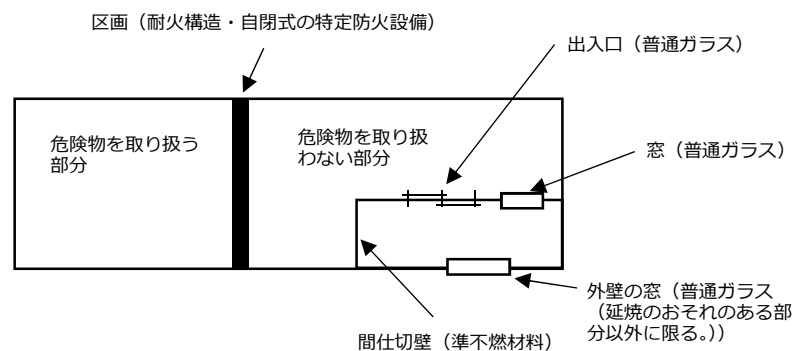 区画（耐火構造・自閉式の特定防火設備）
出入口（普通ガラス）
危険物を取り扱う
部分
危険物を取り扱
わない部分
窓（普通ガラス）
外壁の窓（普通ガラス
（延焼のおそれのある部
分以外に限る。））
間仕切壁（準不燃材料）